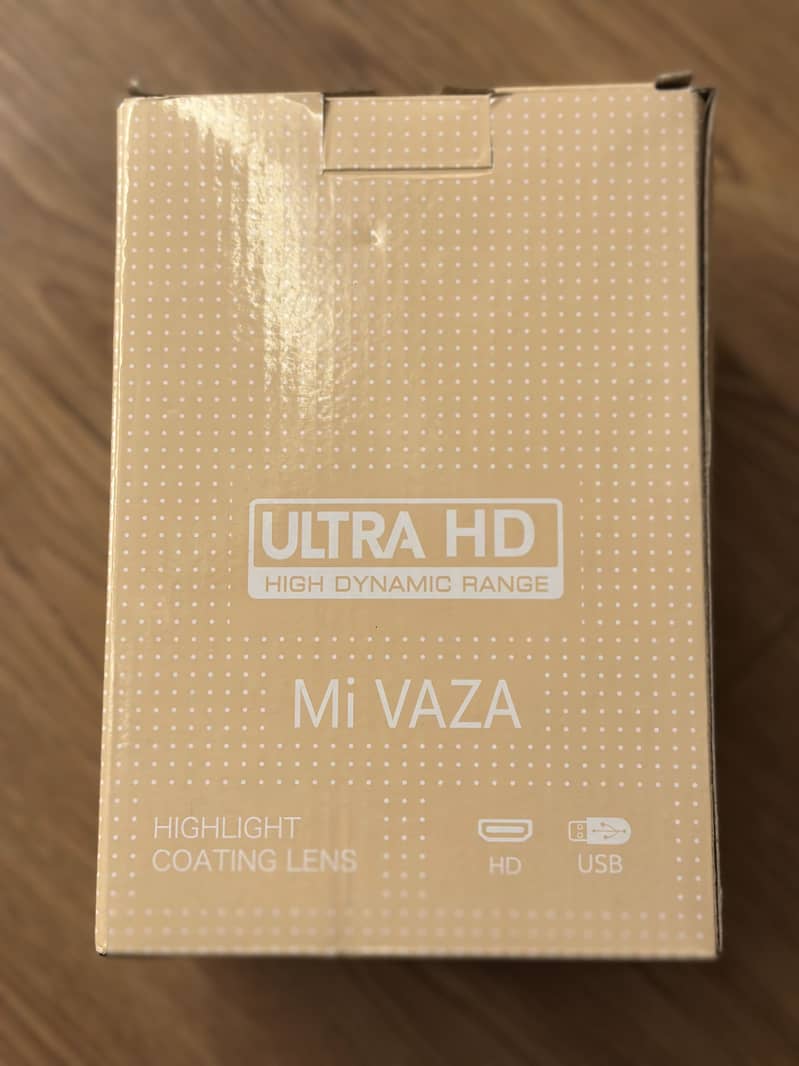 ULTRA HD
HIGH DYNAMIC RANGE
Mi VAZA
HIGHLIGHT
COATING LENS
HD
USB